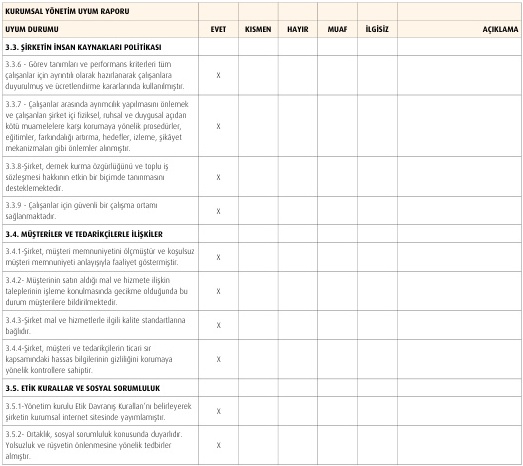 KURUMSAL YÖNETİM UYUM RAPORU
UYUM DURUMU EVET KISMEN HAYIR MUAF İLGİSİZ AÇIKLAMA
3.3. ŞİRKETİN İNSAN KAYNAKLARI POLİTİKASI
3.3.6 - Görev tanımları ve performans kriterleri tüm
çalışanlar için ayrıntılı olarak hazırlanarak çalışanlara
duyurulmuş ve ücretlendirme kararlarında kullanılmıştır.
X
3.3.7 - Çalışanlar arasında ayrımcılık yapılmasını önlemek
ve çalışanları şirket içi fiziksel, ruhsal ve duygusal açıdan
kötü muamelelere karşı korumaya yönelik prosedürler,
eğitimler, farkındalığı artırma, hedefler, izleme, şikâyet
mekanizmaları gibi önlemler alınmıştır.
X
3.3.8-Şirket, dernek kurma özgürlüğünü ve toplu iş
sözleşmesi hakkının etkin bir biçimde tanınmasını
desteklemektedir.
X
3.3.9 - Çalışanlar için güvenli bir çalışma ortamı
sağlanmaktadır.
X
3.4. MÜŞTERİLER VE TEDARİKÇİLERLE İLİŞKİLER
3.4.1-Şirket, müşteri memnuniyetini ölçmüştür ve koşulsuz
müşteri memnuniyeti anlayışıyla faaliyet göstermiştir.
X
3.4.2- Müşterinin satın aldığı mal ve hizmete ilişkin
taleplerinin işleme konulmasında gecikme olduğunda bu
durum müşterilere bildirilmektedir.
X
3.4.3-Şirket mal ve hizmetlerle ilgili kalite standartlarına
bağlıdır.
X
3.4.4-Şirket, müşteri ve tedarikçilerin ticari sır
kapsamındaki hassas bilgilerinin gizliliğini korumaya
yönelik kontrollere sahiptir.
X
3.5. ETİK KURALLAR VE SOSYAL SORUMLULUK
3.5.1-Yönetim kurulu Etik Davranış Kuralları'nı belirleyerek
şirketin kurumsal internet sitesinde yayımlamıştır.
X
3.5.2- Ortaklık, sosyal sorumluluk konusunda duyarlıdır.
Yolsuzluk ve rüşvetin önlenmesine yönelik tedbirler
almıştır.
X